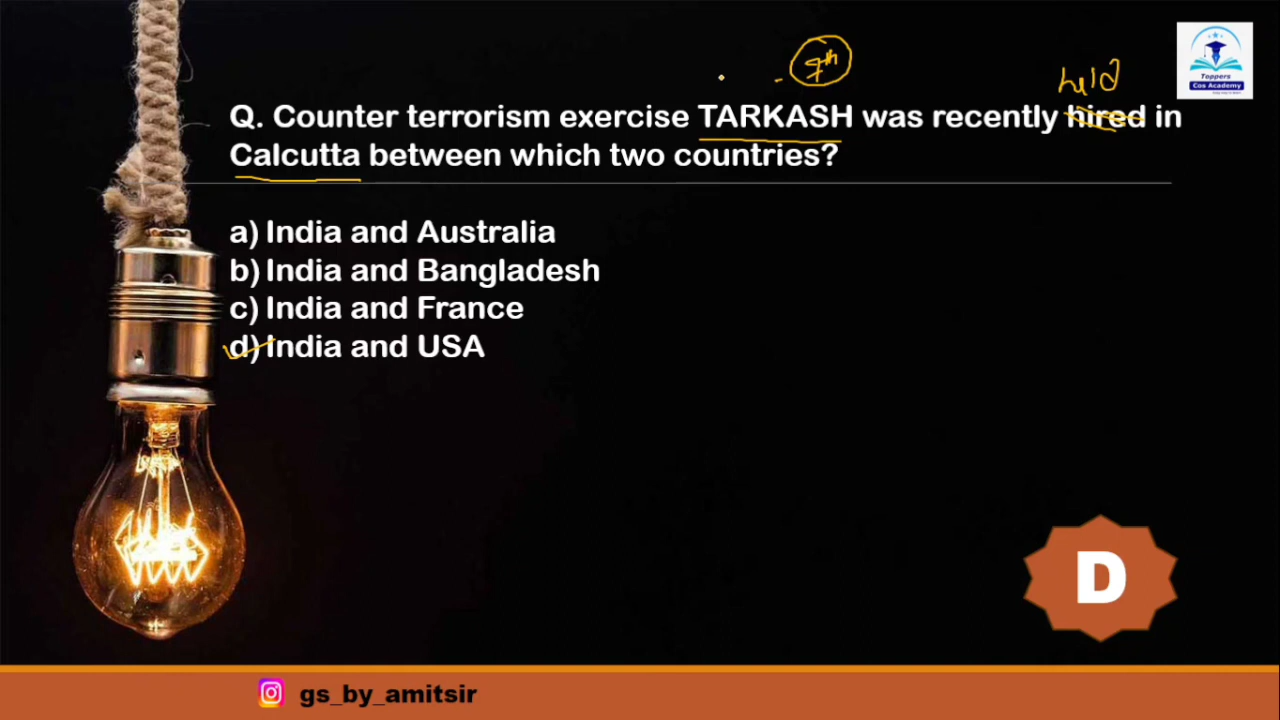 Toppers
Cos Academy
7th
held
Q. Counter terrorism exercise TARKASH was recently hired in
Calcutta between which two countries?
a) India and Australia
b) India and Bangladesh
c) India and France
d) India and USA
D
gs_by_amitsir